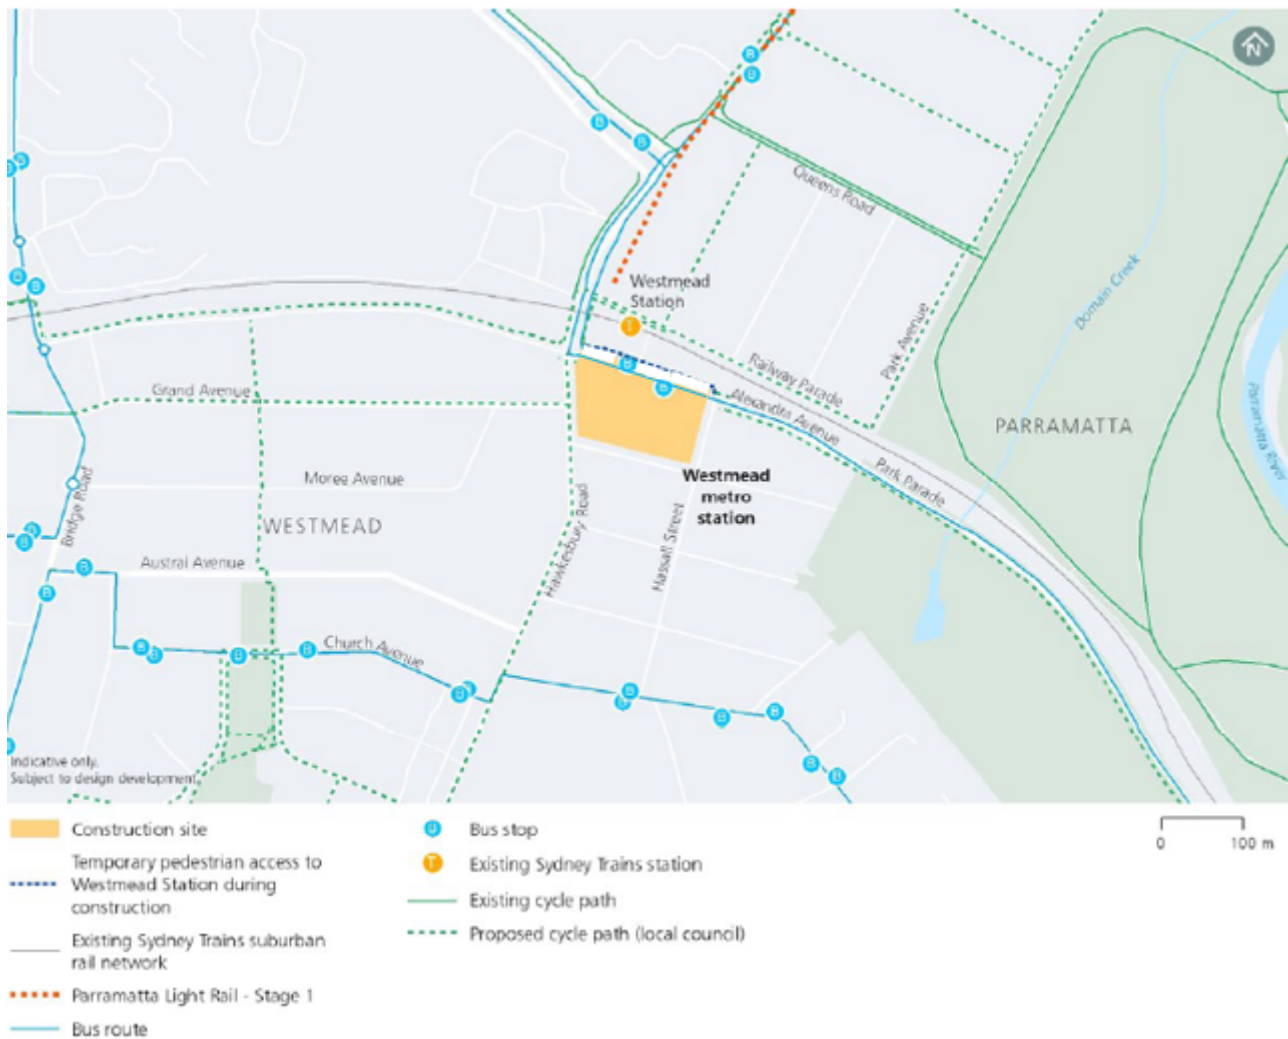 N
Queens Road
Westmead
Station
T
Domain Creek
Park Avenue
Railway Parade
Parramatta River
Grand Avenue
Alexandra Avenue
PARRAMATTA
Moree Avenue
Westmead
metro
station
Park Parade
Bridge Road
WESTMEAD
Hawkesbury Road
Hassall Street
Austral Avenue
Church Avenue
Indicative only.
Subject to design development
Construction site
Temporary pedestrian access to
Westmead Station during
construction
Existing Sydney Trains suburban
rail network
Parramatta Light Rail - Stage 1
Bus route
B Bus stop
T Existing Sydney Trains station
Existing cycle path
Proposed cycle path (local council)
0 100 m